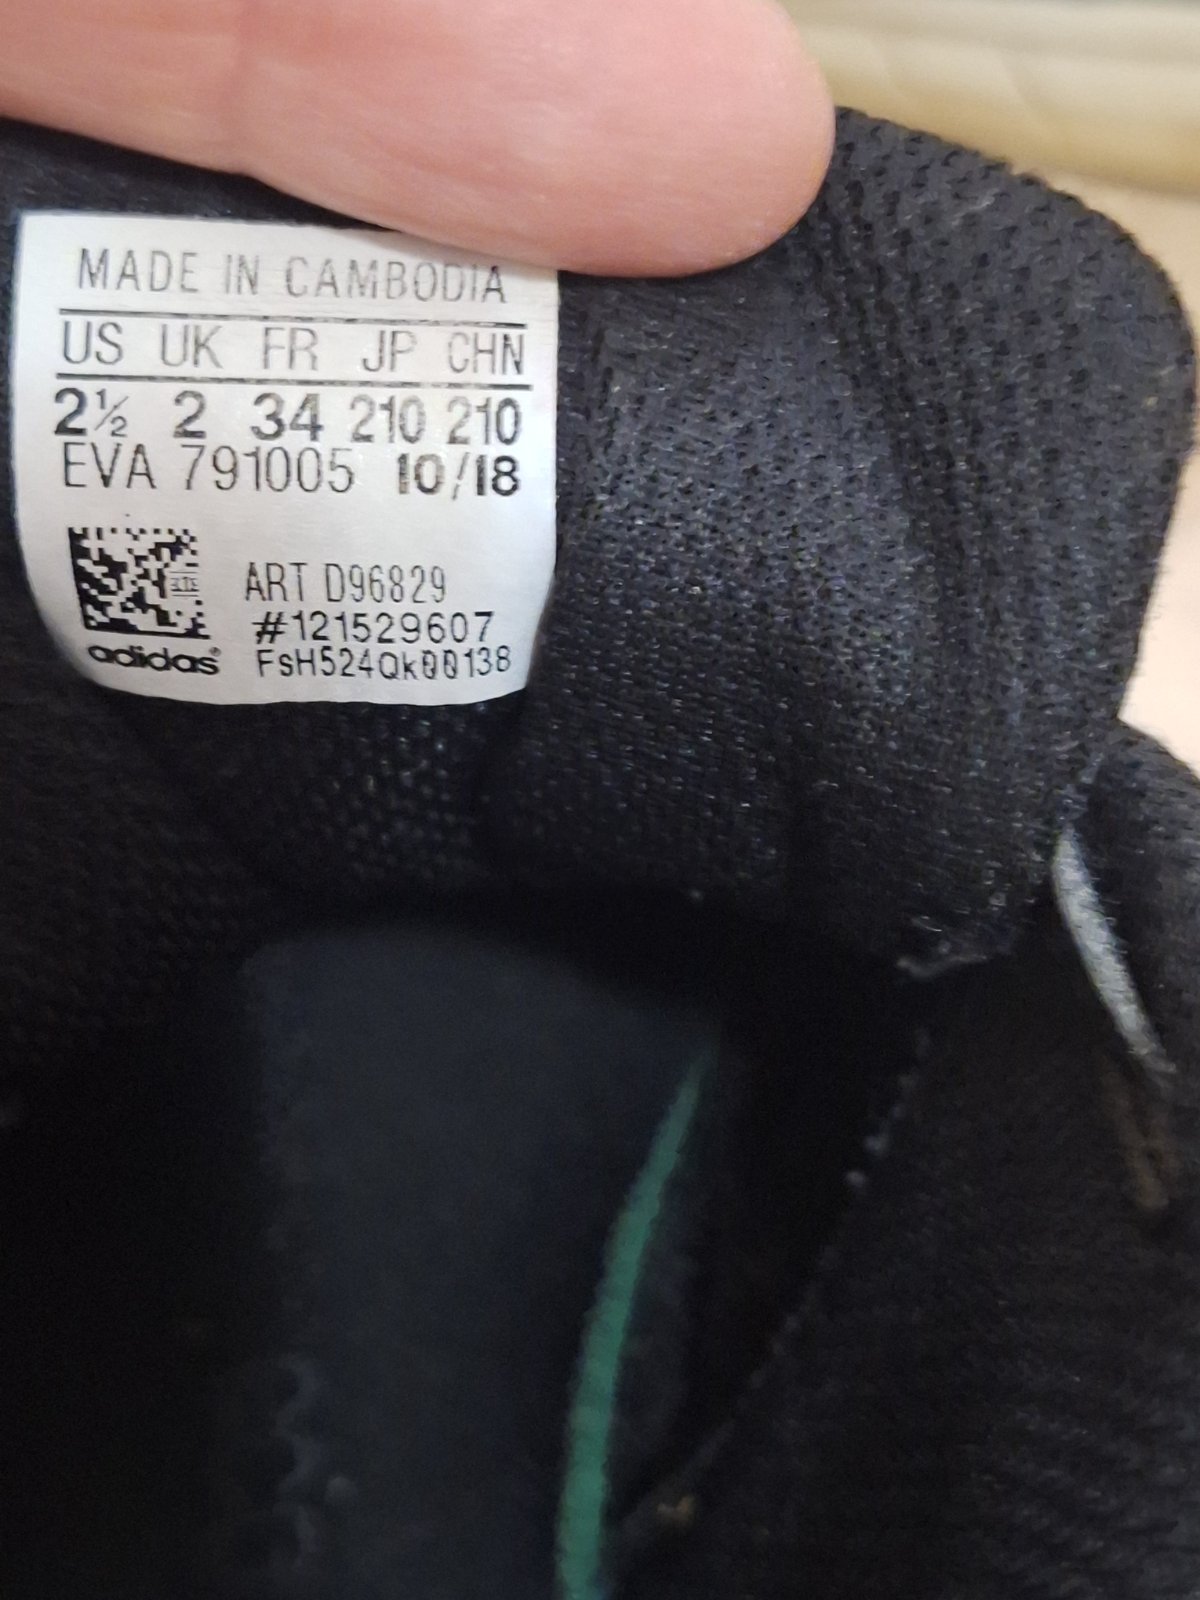 MADE IN CAMBODIA
US UK FR JP CHN
2½ 2 34 210 210
EVA 791005 10/18
ART D96829
#121529607
adidas® FsH524Qk00138